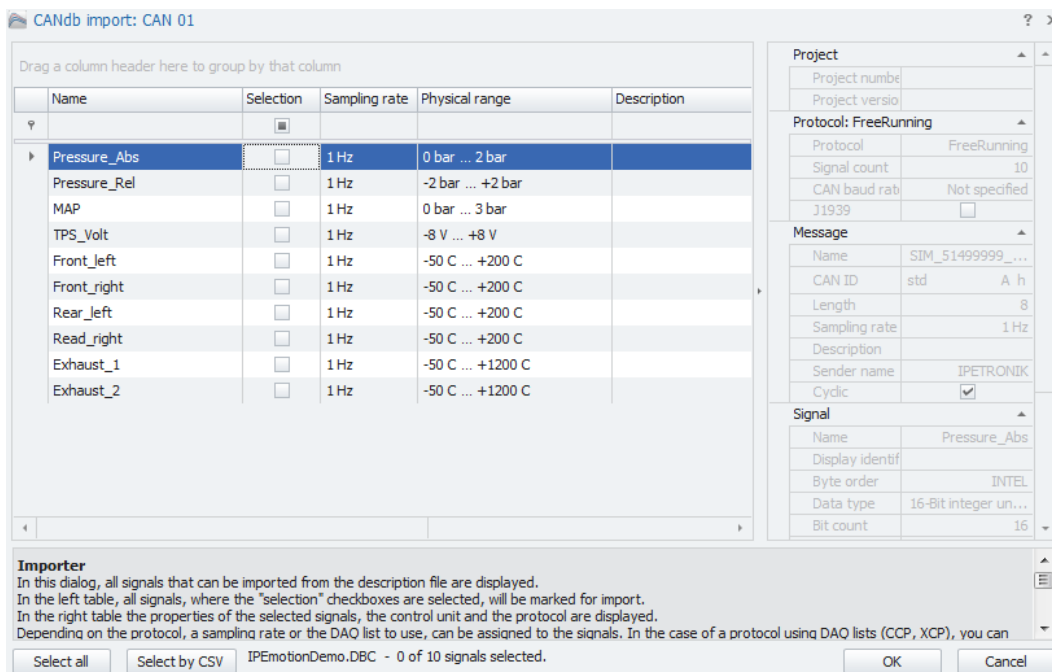 CANdb import: CAN 01
?
Drag a column header here to group by that column
Name Selection Sampling rate Physical range Description
Pressure_Abs 1 Hz 0 bar ... 2 bar
Pressure_Rel 1 Hz -2 bar ... +2 bar
MAP 1 Hz 0 bar ... 3 bar
TPS_Volt 1 Hz -8 V ... +8 V
Front_left 1 Hz -50 C ... +200 C
Front_right 1 Hz -50 C ... +200 C
Rear_left 1 Hz -50 C ... +200 C
Read_right 1 Hz -50 C ... +200 C
Exhaust_1 1 Hz -50 C ... +1200 C
Exhaust_2 1 Hz -50 C ... +1200 C
Project
Project numbe
Project versio
Protocol: FreeRunning
Protocol FreeRunning
Signal count 10
CAN baud rat Not specified
J1939
Message
Name SIM_51499999_...
CAN ID std A h
Length 8
Sampling rate 1 Hz
Description
Sender name IPETRONIK
Cyclic
Signal
Name Pressure_Abs
Display identif
Byte order INTEL
Data type 16-Bit integer un...
Bit count 16
Importer
In this dialog, all signals that can be imported from the description file are displayed.
In the left table, all signals, where the "selection" checkboxes are selected, will be marked for import.
In the right table the properties of the selected signals, the control unit and the protocol are displayed.
Depending on the protocol, a sampling rate or the DAQ list to use, can be assigned to the signals. In the case of a protocol using DAQ lists (CCP, XCP), you can
Select all Select by CSV IPEmotionDemo.DBC - 0 of 10 signals selected. OK Cancel